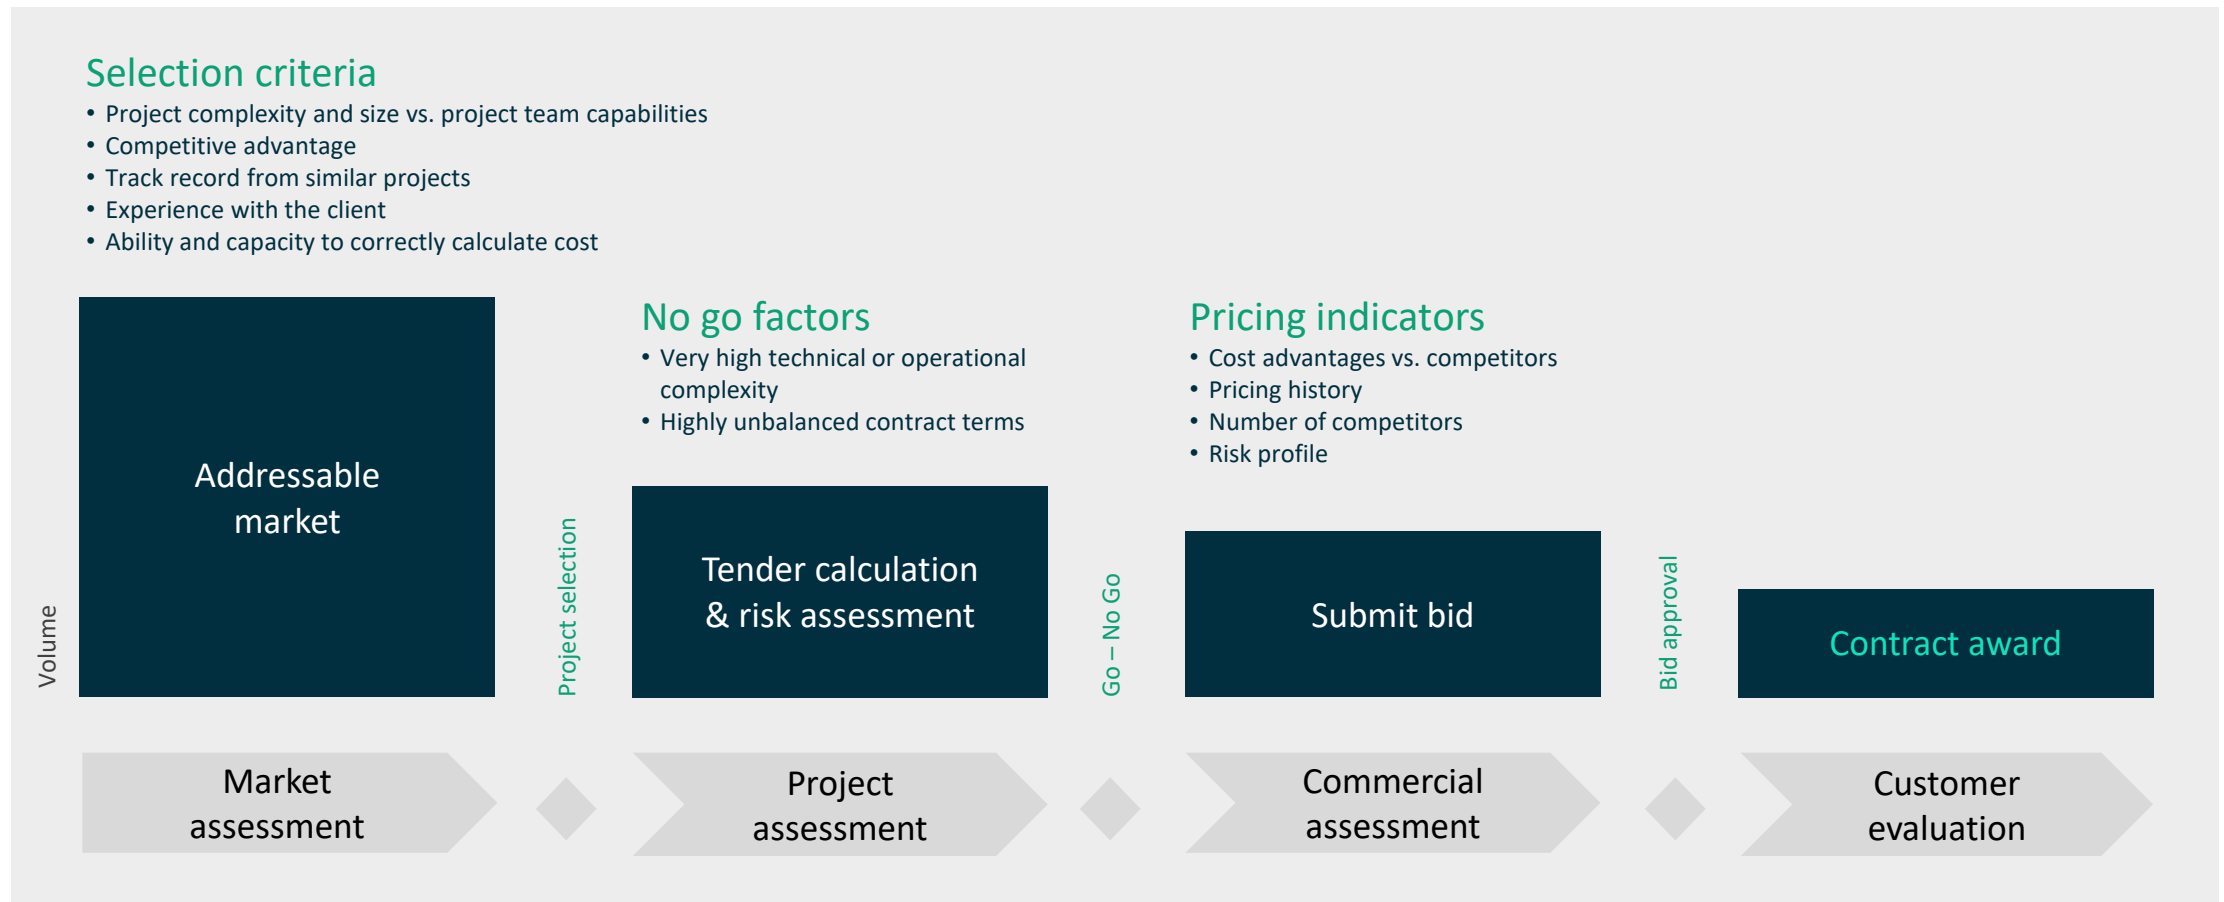 Selection criteria
• Project complexity and size vs. project team capabilities
• Competitive advantage
• Track record from similar projects
• Experience with the client
• Ability and capacity to correctly calculate cost
No go factors
• Very high technical or operational
complexity
• Highly unbalanced contract terms
Pricing indicators
• Cost advantages vs. competitors
• Pricing history
• Number of competitors
• Risk profile
Volume
Addressable
market
Project selection
Tender calculation
& risk assessment
Go – No Go
Submit bid
Bid approval
Contract award
Market
assessment
Project
assessment
Commercial
assessment
Customer
evaluation